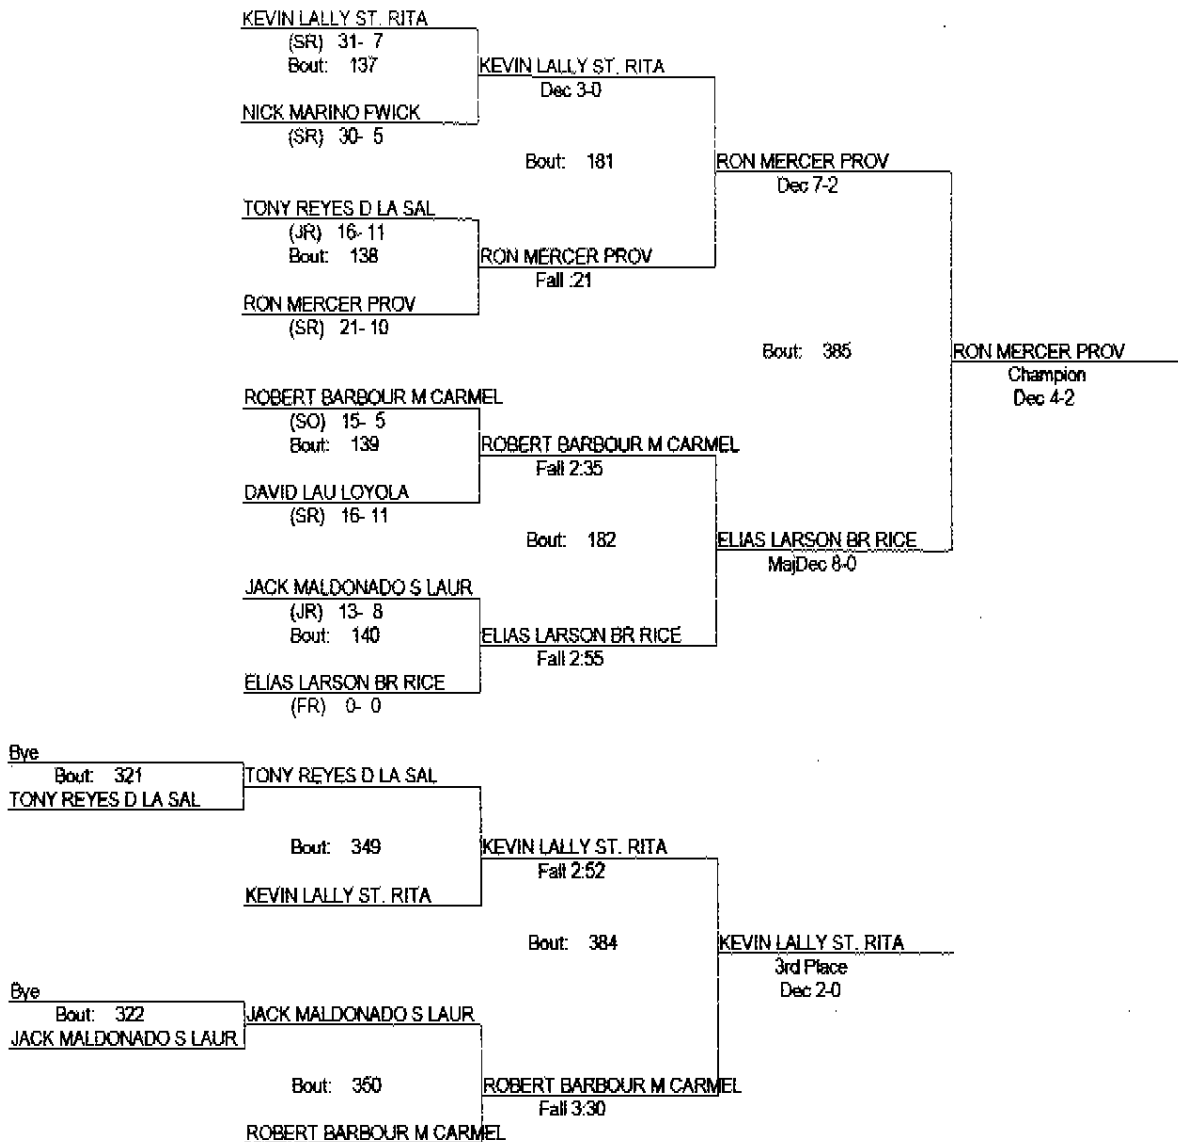 KEVIN LALLY ST. RITA
(SR) 31- 7
Bout: 137
KEVIN LALLY ST. RITA
Dec 3-0
NICK MARINO FWICK
(SR) 30- 5
Bout: 181
RON MERCER PROV
Dec 7-2
TONY REYES D LA SAL
(JR) 16- 11
Bout: 138
RON MERCER PROV
Fall :21
RON MERCER PROV
(SR) 21- 10
Bout: 385
RON MERCER PROV
Champion
Dec 4-2
ROBERT BARBOUR M CARMEL
(SO) 15- 5
Bout: 139
ROBERT BARBOUR M CARMEL
Fall 2:35
DAVID LAU LOYOLA
(SR) 16- 11
Bout: 182
ELIAS LARSON BR RICE
MajDec 8-0
JACK MALDONADO S LAUR
(JR) 13- 8
Bout: 140
ELIAS LARSON BR RICE
Fall 2:55
ELIAS LARSON BR RICE
(FR) 0- 0
Bye
Bout: 321
TONY REYES D LA SAL
TONY REYES D LA SAL
Bout: 349
KEVIN LALLY ST. RITA
Fall 2:52
KEVIN LALLY ST. RITA
Bout: 384
KEVIN LALLY ST. RITA
3rd Place
Dec 2-0
Bye
Bout: 322
JACK MALDONADO S LAUR
JACK MALDONADO S LAUR
Bout: 350
ROBERT BARBOUR M CARMEL
Fall 3:30
ROBERT BARBOUR M CARMEL